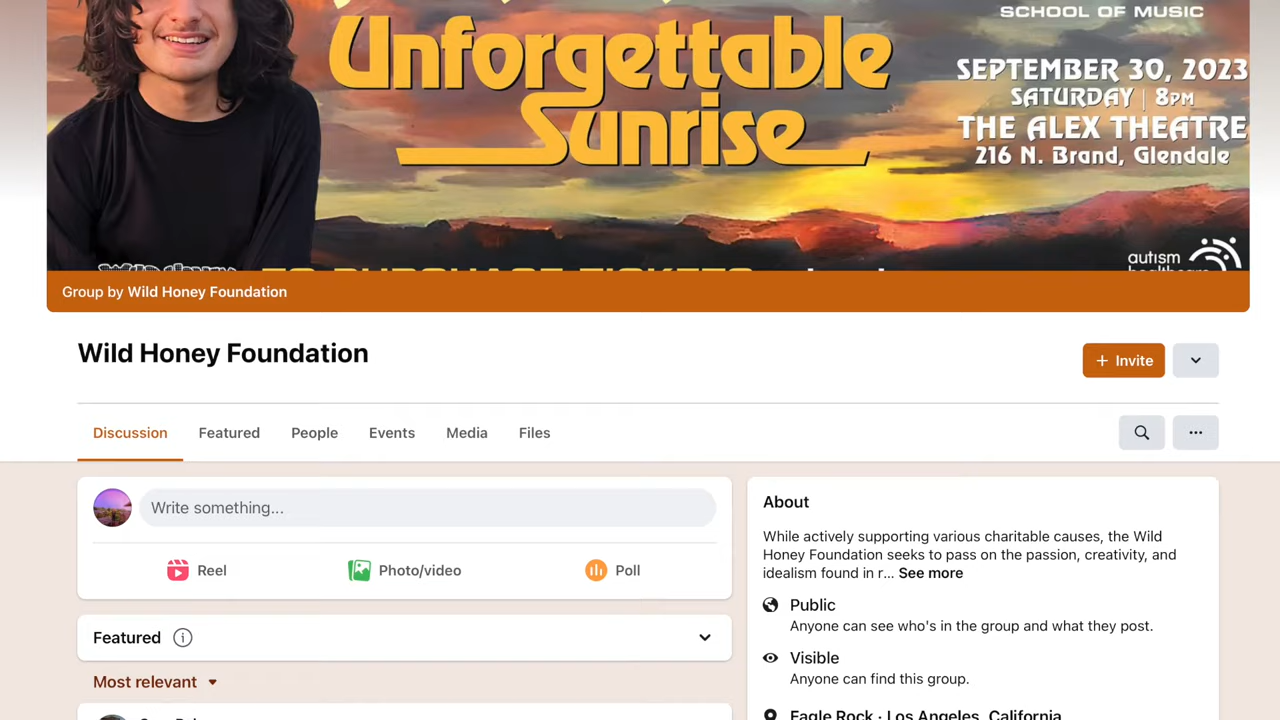 SCHOOL OF MUSIC
Unforgettable
Sunrise
SEPTEMBER 30, 2023
SATURDAY | 8PM
THE ALEX THEATRE
216 N. Brand, Glendale
TO PURCHASE TICKETS
autism
healthcare
Group by Wild Honey Foundation
Wild Honey Foundation
+ Invite
Discussion
Featured
People
Events
Media
Files
Write something...
Reel
Photo/video
Poll
Featured
Most relevant
About
While actively supporting various charitable causes, the Wild
Honey Foundation seeks to pass on the passion, creativity, and
idealism found in r... See more
Public
Anyone can see who's in the group and what they post.
Visible
Anyone can find this group.
Eagle Rock · Los Angeles, California